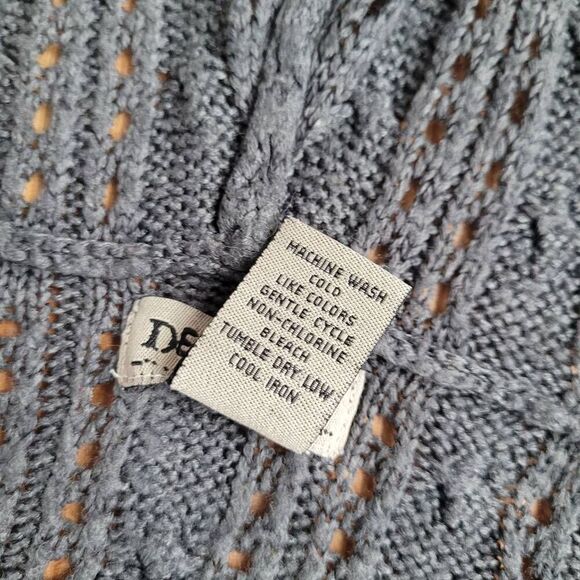 MACHINE WASH
COLD
LIKE COLORS
GENTLE CYCLE
NON-CHLORINE
BLEACH
TUMBLE DRY LOW
COOL IRON